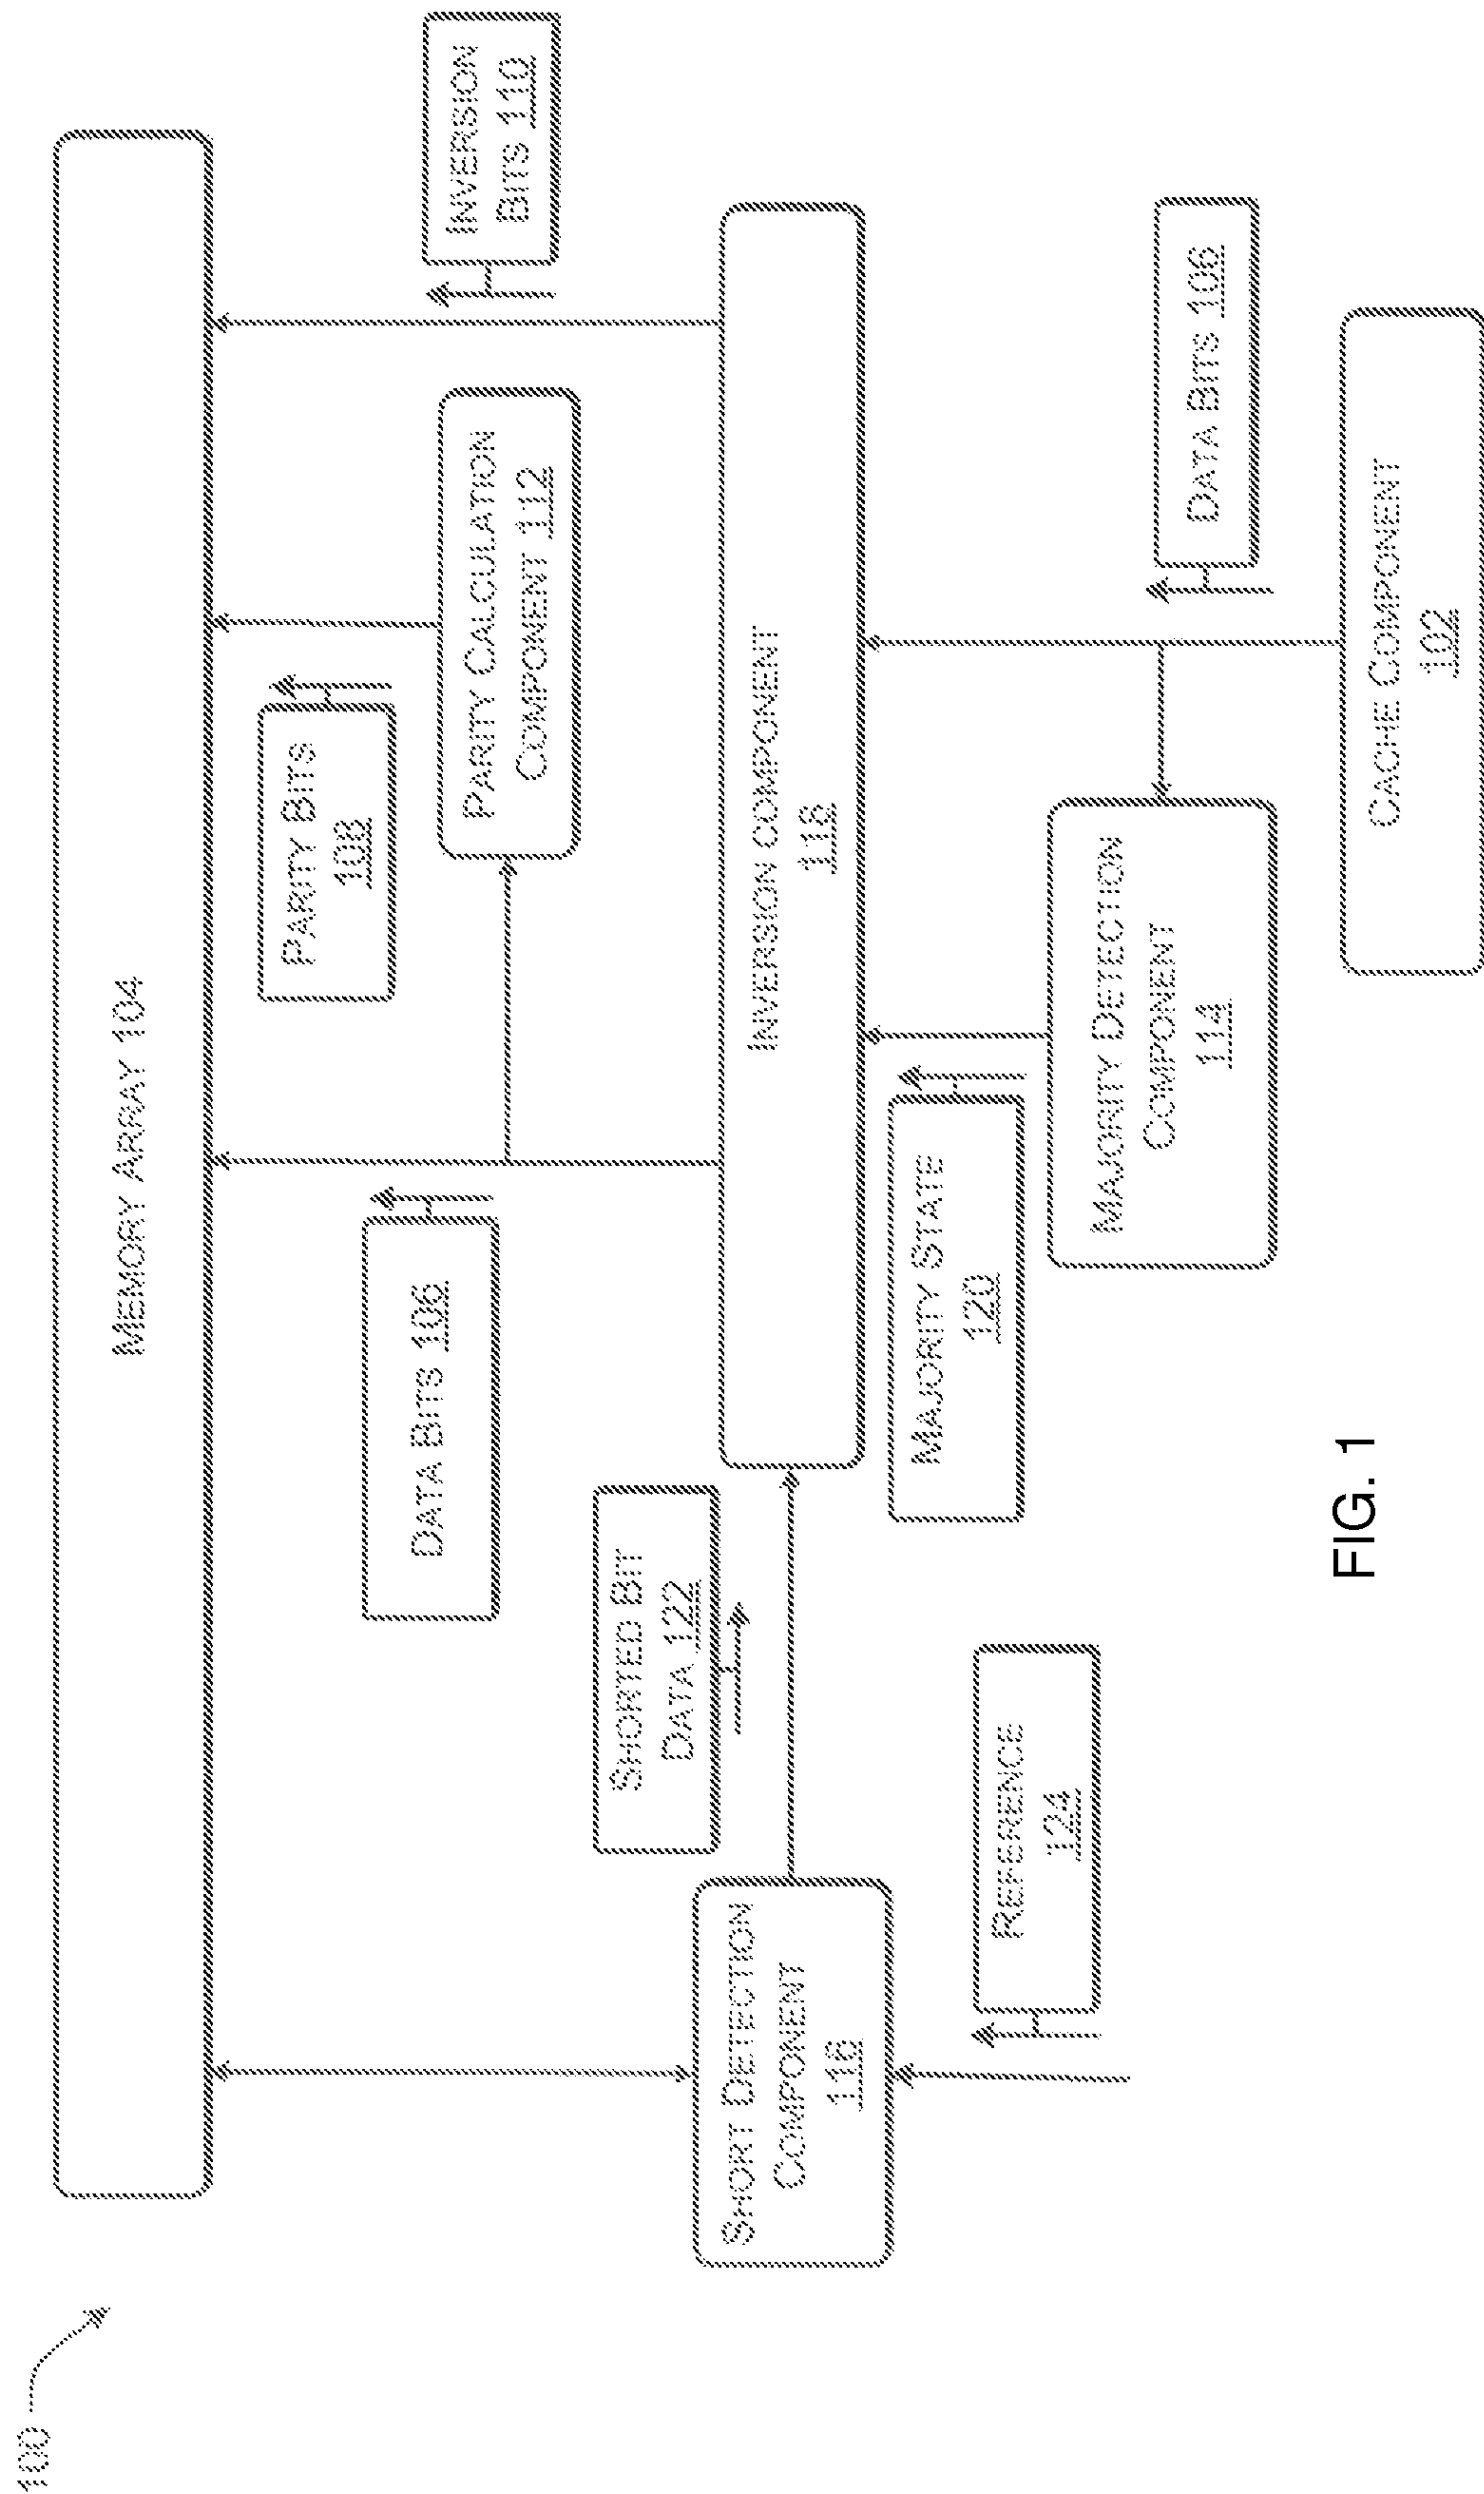 100
MEMORY ARRAY 104
PARITY BITS
108
INVERSION
BITS 110
DATA BITS 106
PARITY CALCULATION
COMPONENT 112
SHORTED BIT
DATA 122
SHORT DETECTION
COMPONENT
116
INVERSION COMPONENT
118
MAJORITY STATE
120
REFERENCE
124
MAJORITY DETECTION
COMPONENT
114
DATA BITS 106
CACHE COMPONENT
102
FIG. 1